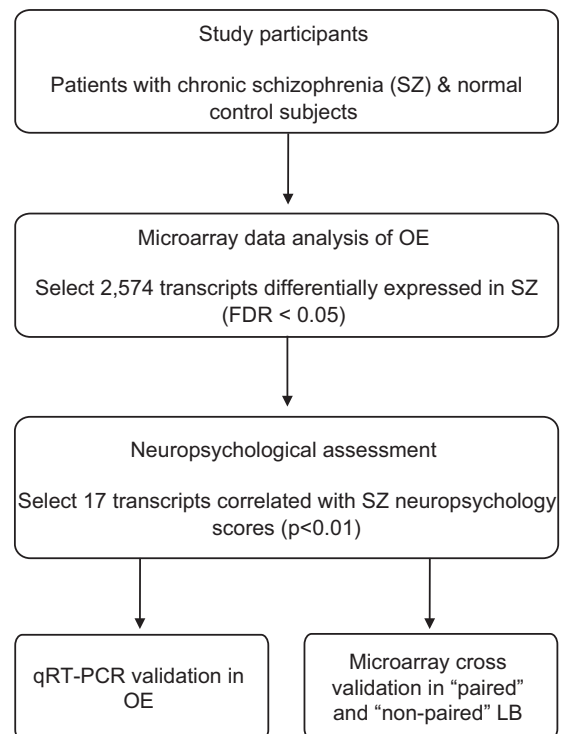 Study participants
Patients with chronic schizophrenia (SZ) & normal
control subjects
Microarray data analysis of OE
Select 2,574 transcripts differentially expressed in SZ
(FDR < 0.05)
Neuropsychological assessment
Select 17 transcripts correlated with SZ neuropsychology
scores (p<0.01)
qRT-PCR validation in
OE
Microarray cross
validation in “paired”
and “non-paired” LB